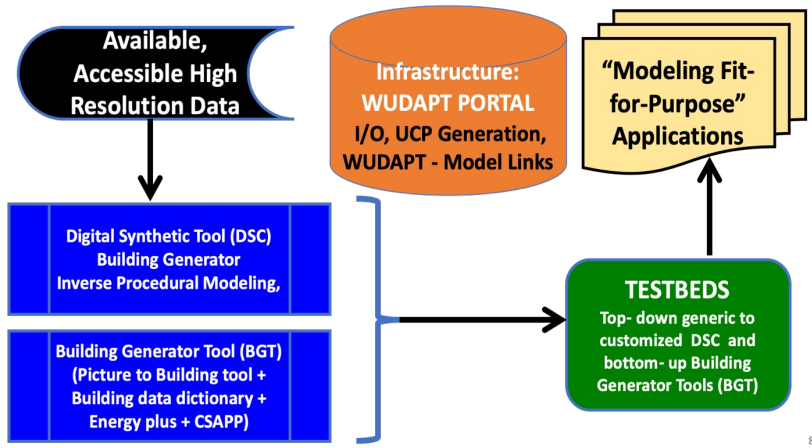 Available,
Accessible High
Resolution Data
Infrastructure:
WUDAPT PORTAL
I/O, UCP Generation,
WUDAPT - Model Links
“Modeling Fit-
for-Purpose”
Applications
Digital Synthetic Tool (DSC)
Building Generator
Inverse Procedural Modeling,
Building Generator Tool (BGT)
(Picture to Building tool +
Building data dictionary +
Energy plus + CSAPP)
TESTBEDS
Top- down generic to
customized DSC and
bottom- up Building
Generator Tools (BGT)